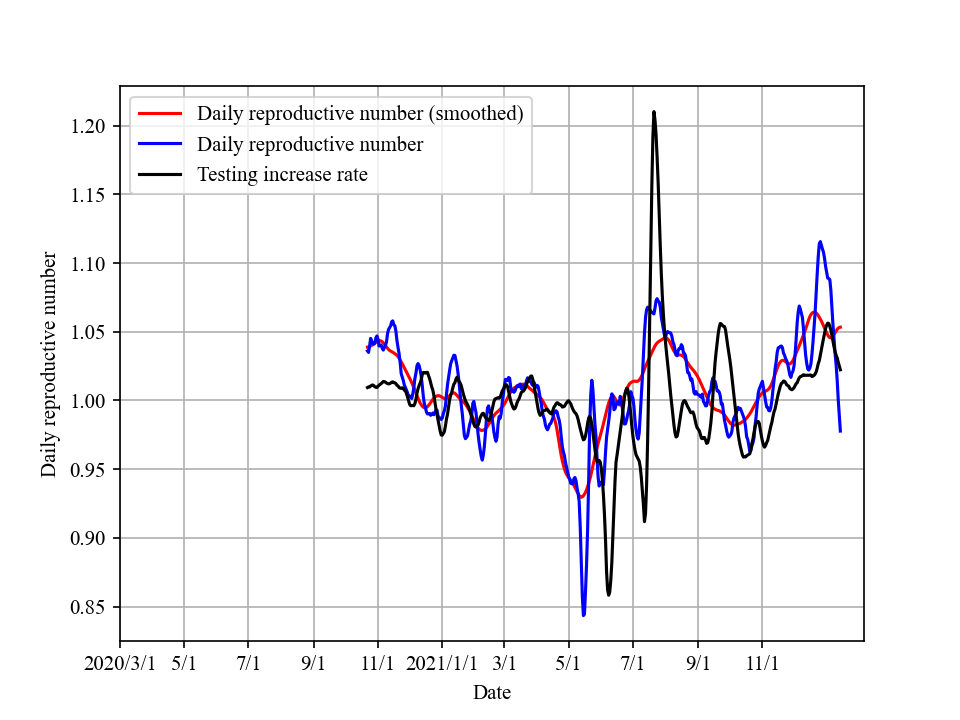 Daily reproductive number (smoothed)
Daily reproductive number
Testing increase rate
Daily reproductive number
1.20
1.15
1.10
1.05
1.00
0.95
0.90
0.85
2020/3/1 5/1 7/1 9/1 11/1 2021/1/1 3/1 5/1 7/1 9/1 11/1
Date